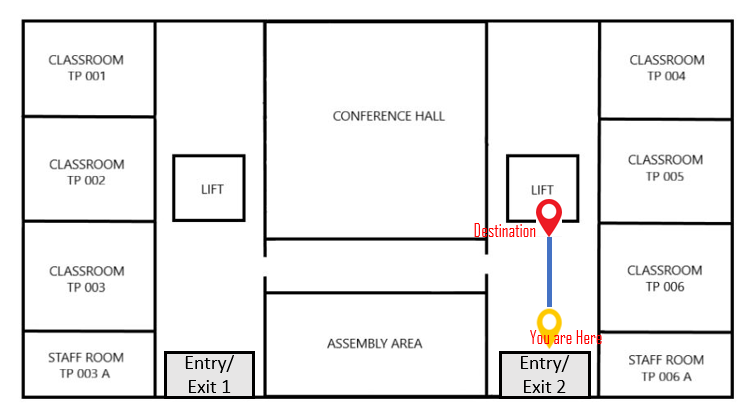 CLASSROOM
TP 001
CLASSROOM
TP 002
CLASSROOM
TP 003
STAFF ROOM
TP 003 A
LIFT
Entry/
Exit 1
CONFERENCE HALL
ASSEMBLY AREA
LIFT
Destination
You are Here
Entry/
Exit 2
CLASSROOM
TP 004
CLASSROOM
TP 005
CLASSROOM
TP 006
STAFF ROOM
TP 006 A